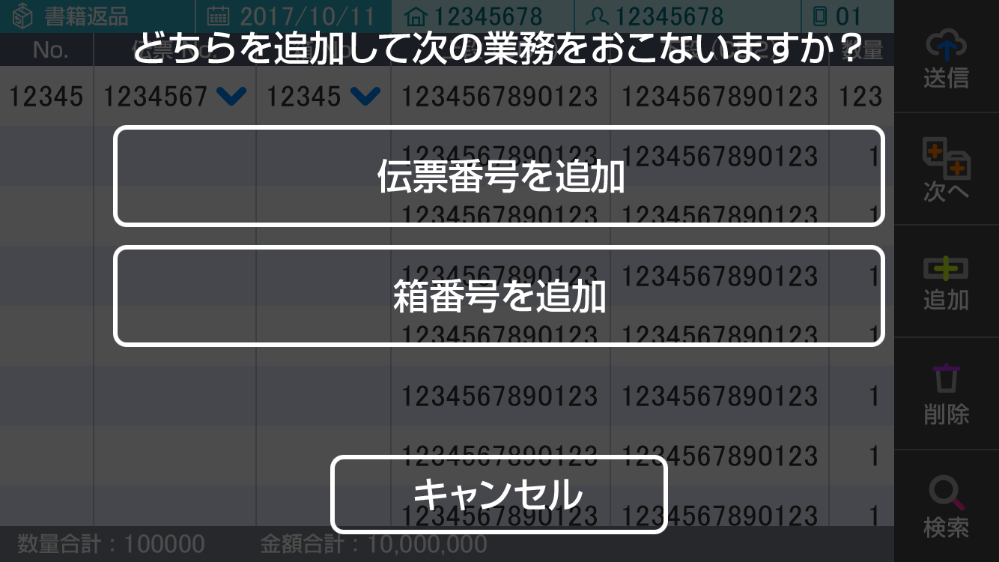 書籍返品 2017/10/11 12345678 12345678 01
どちらを追加して次の業務をおこないますか？
No. 伝票 No. 数量
12345 1234567 12345 1234567890123 1234567890123 123
1234567890123 1234567890123 1
伝票番号を追加
1234567890123 1234567890123 1
1234567890123 1234567890123 1
箱番号を追加
1234567890123 1234567890123 1
1234567890123 1234567890123 1
1234567890123 1234567890123 1
キャンセル
1234567890123 1234567890123 1
数量合計：100000 金額合計：10,000,000
送信
次へ
追加
削除
検索